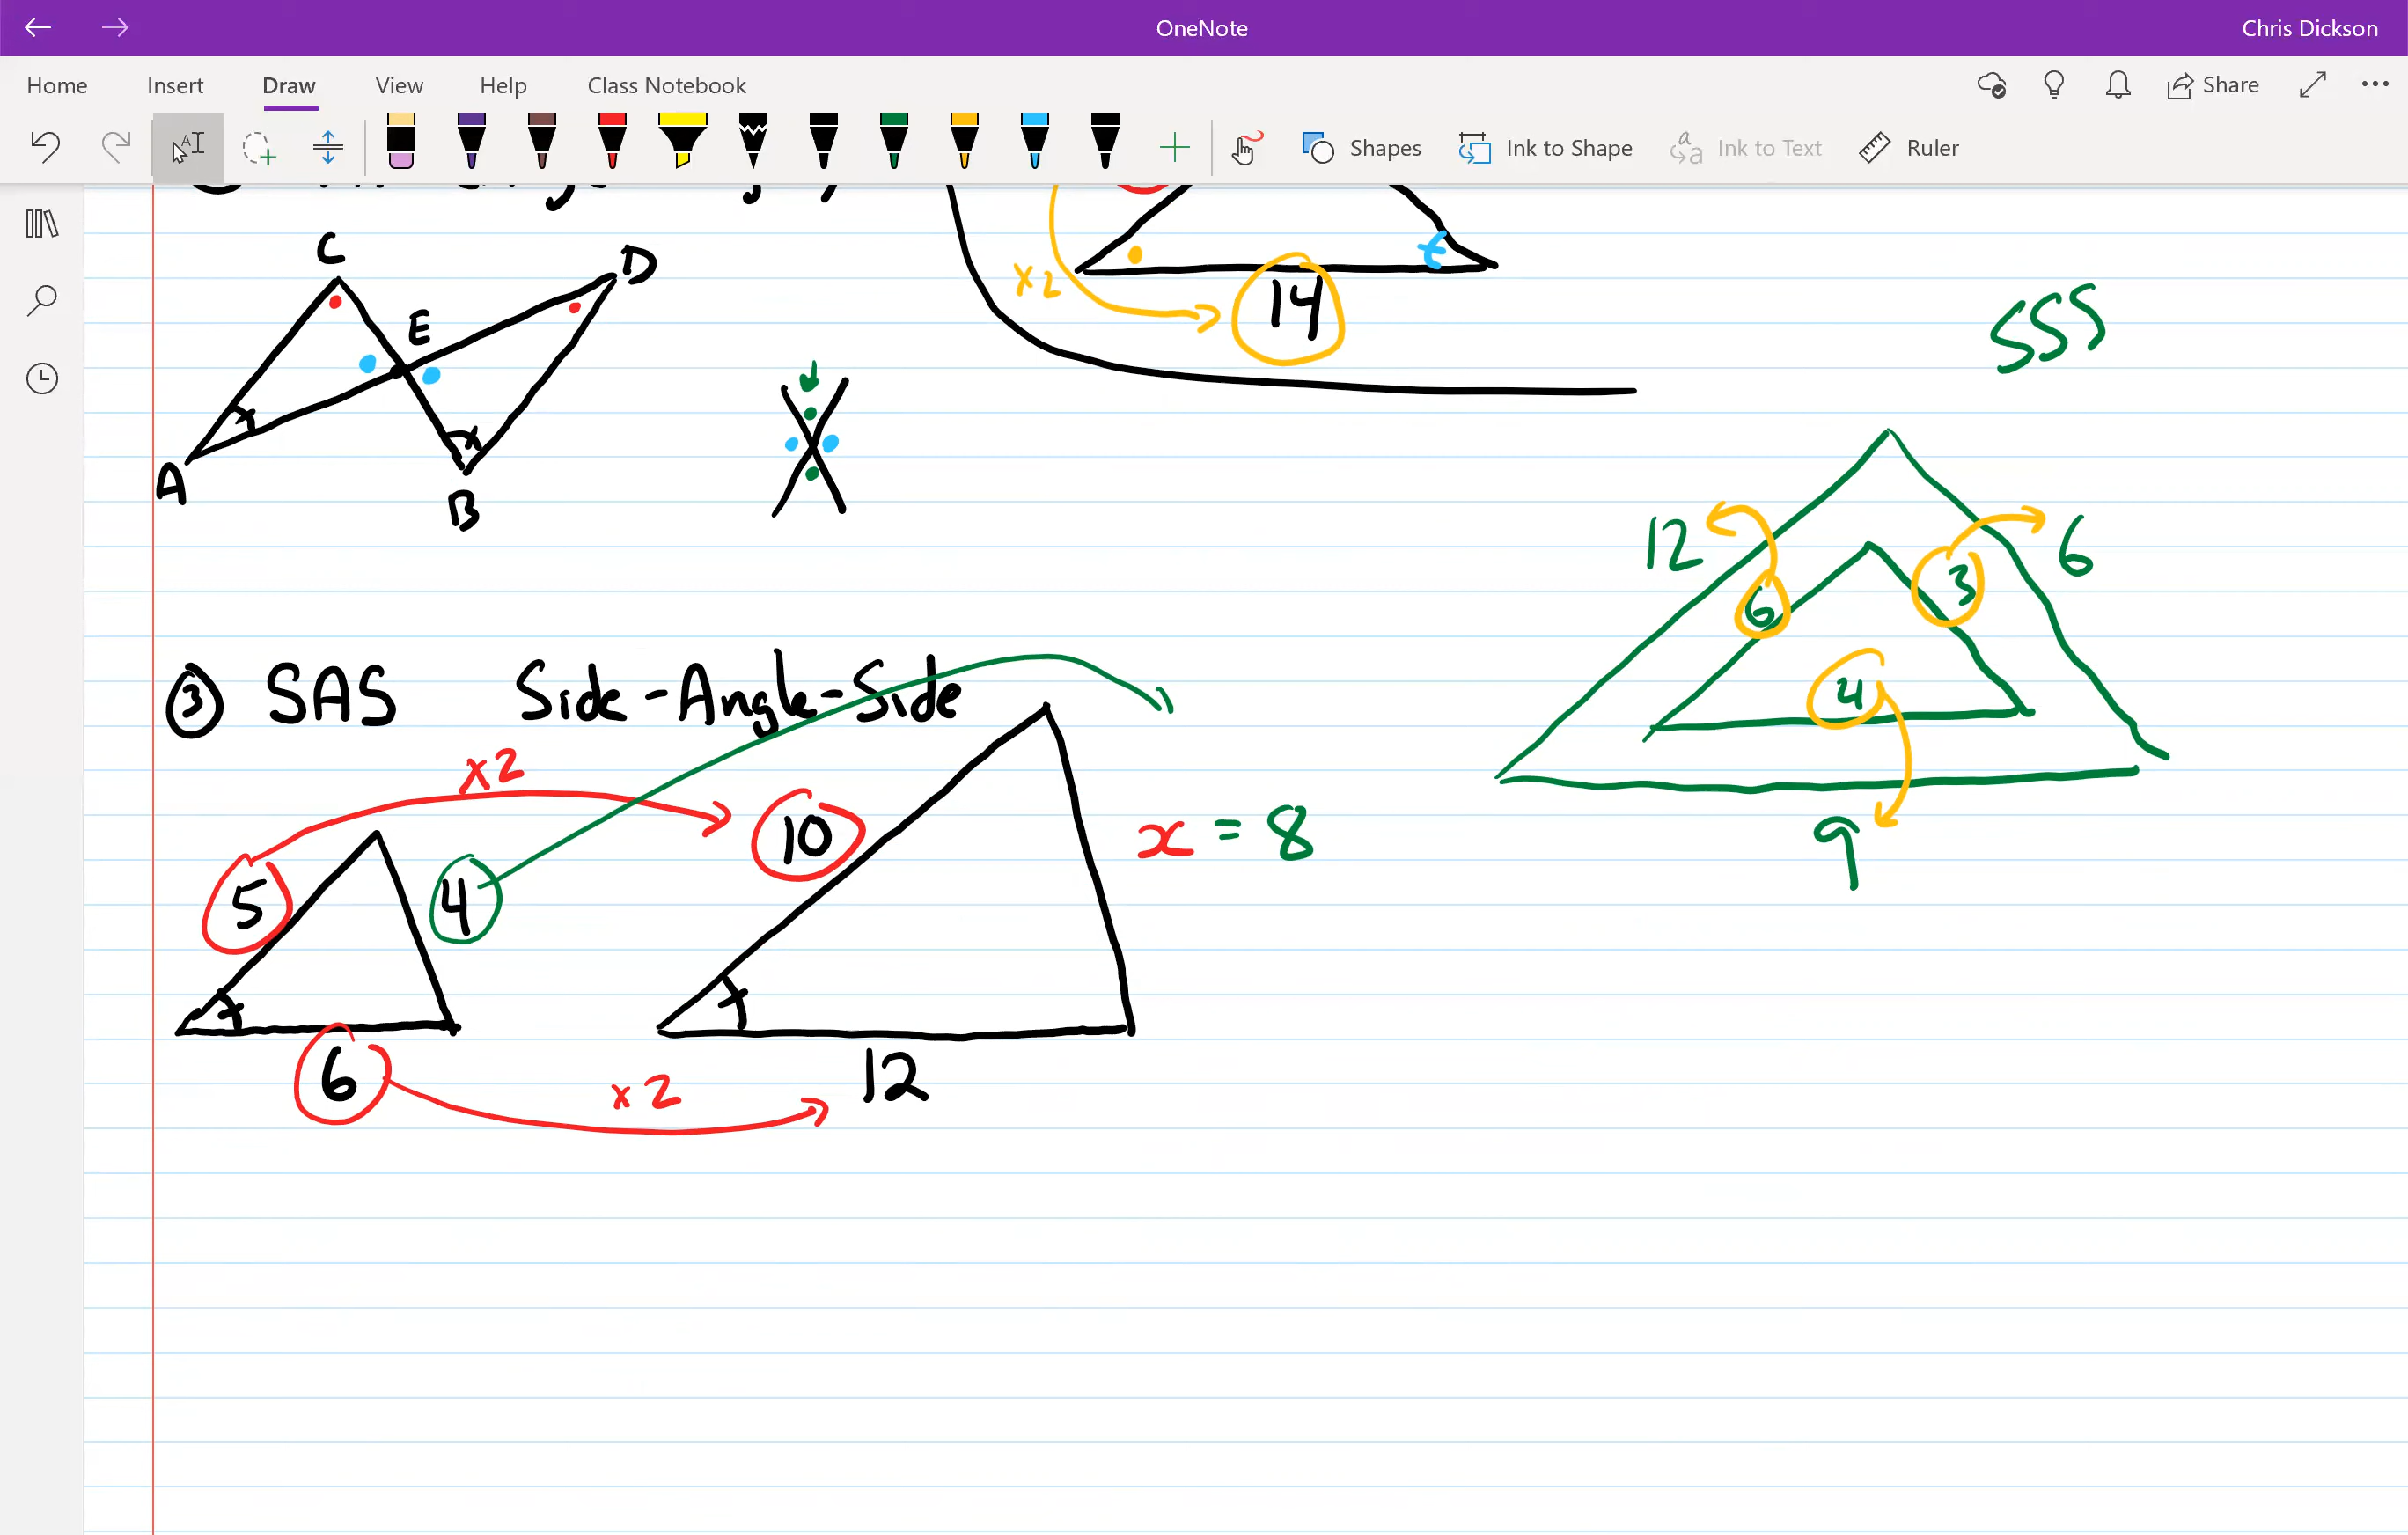 OneNote
Chris Dickson
Home Insert Draw View Help Class Notebook Share
Shapes Ink to Shape Ink to Text Ruler
C D
E
A
B
x2
14
t
SSS
12 6
6 3
4
9
3 SAS Side-Angle-Side
x2
5 4 10 x = 8
x x
6 x2 12